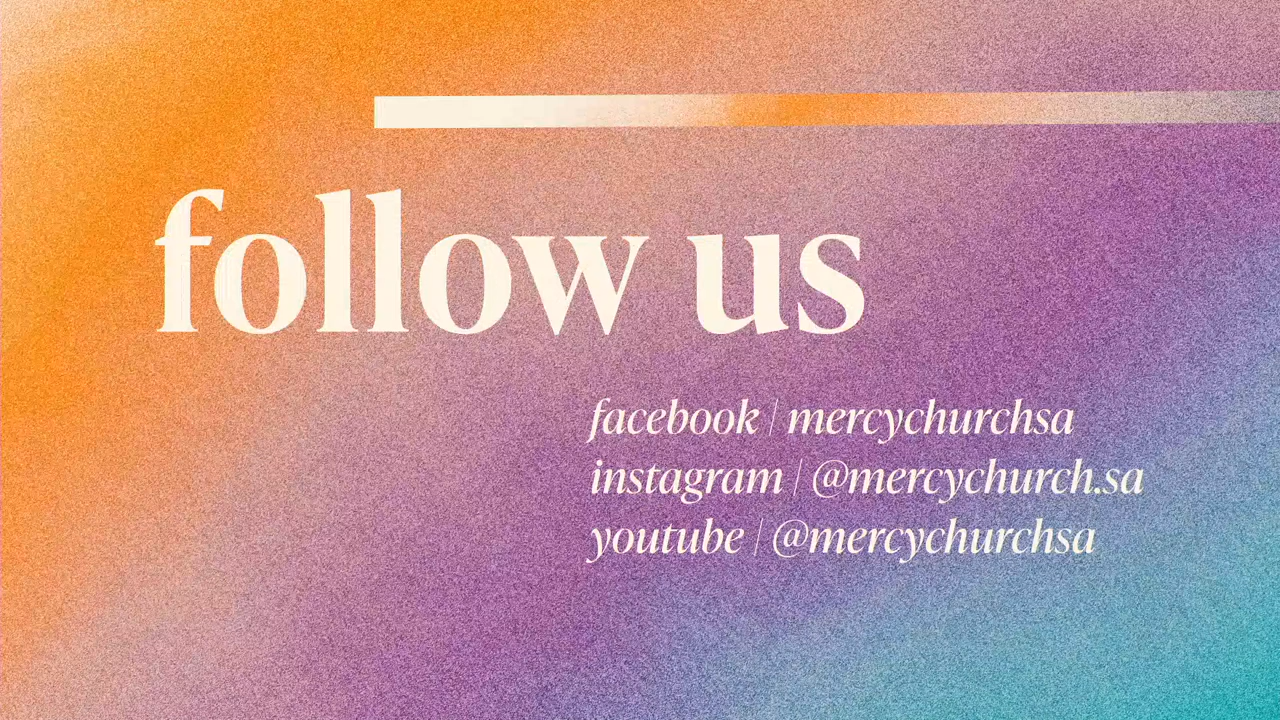 follow us
facebook | mercychurchsa
instagram | @mercychurch.sa
youtube | @mercychurchsa